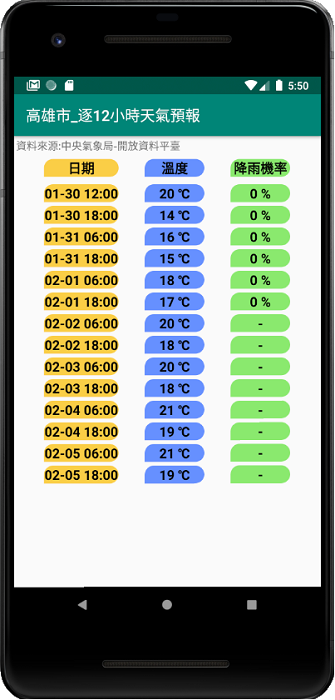 5:50
高雄市_逐12小時天氣預報
資料來源:中央氣象局-開放資料平臺
日期 溫度 降雨機率
01-30 12:00 20 ℃ 0 %
01-30 18:00 14 ℃ 0 %
01-31 06:00 16 ℃ 0 %
01-31 18:00 15 ℃ 0 %
02-01 06:00 18 ℃ 0 %
02-01 18:00 17 ℃ 0 %
02-02 06:00 20 ℃ -
02-02 18:00 18 ℃ -
02-03 06:00 20 ℃ -
02-03 18:00 18 ℃ -
02-04 06:00 21 ℃ -
02-04 18:00 19 ℃ -
02-05 06:00 21 ℃ -
02-05 18:00 19 ℃ -